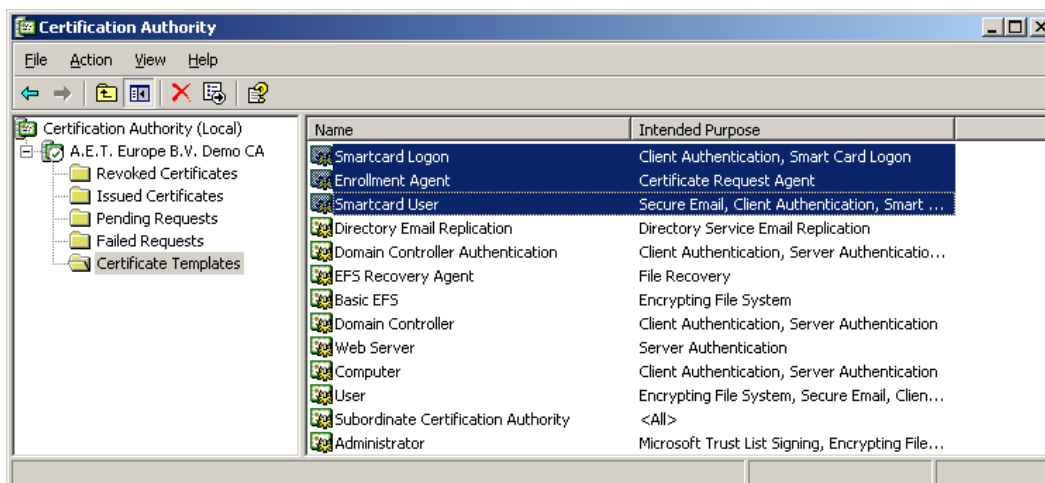 Certification Authority
File Action View Help
Certification Authority (Local)
A.E.T. Europe B.V. Demo CA
Revoked Certificates
Issued Certificates
Pending Requests
Failed Requests
Certificate Templates
Name Intended Purpose
Smartcard Logon Client Authentication, Smart Card Logon
Enrollment Agent Certificate Request Agent
Smartcard User Secure Email, Client Authentication, Smart ...
Directory Email Replication Directory Service Email Replication
Domain Controller Authentication Client Authentication, Server Authenticatio...
EFS Recovery Agent File Recovery
Basic EFS Encrypting File System
Domain Controller Client Authentication, Server Authentication
Web Server Server Authentication
Computer Client Authentication, Server Authentication
User Encrypting File System, Secure Email, Clien...
Subordinate Certification Authority <All>
Administrator Microsoft Trust List Signing, Encrypting File...